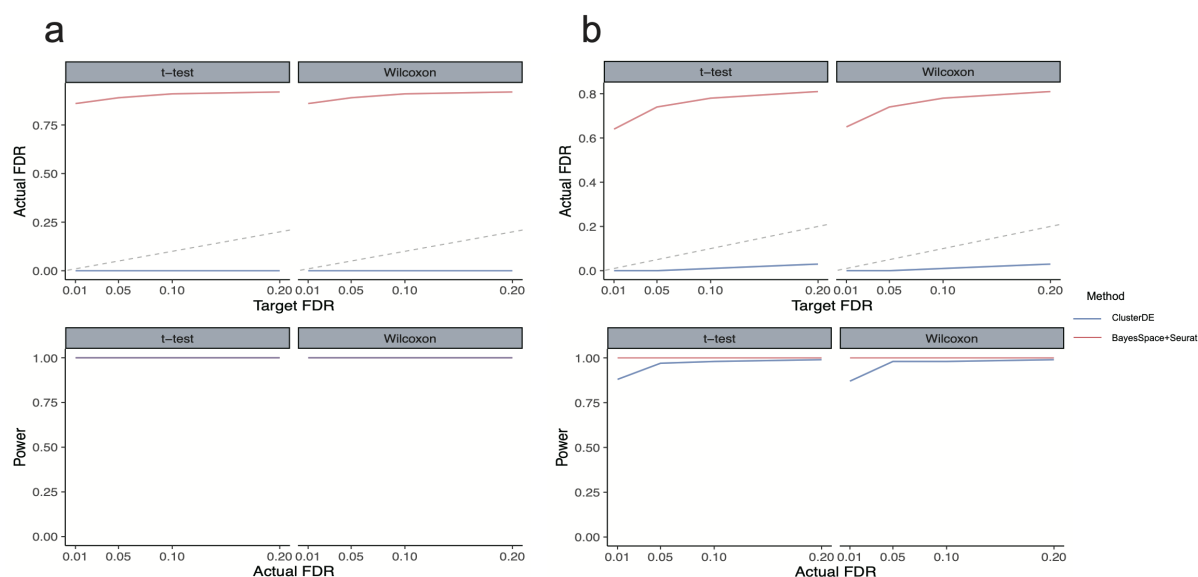 a
b
t-test
Wilcoxon
t-test
Wilcoxon
Actual FDR
0.75
0.50
0.25
0.00
0.01 0.05 0.10 0.20
0.01 0.05 0.10 0.20
Target FDR
Actual FDR
0.8
0.6
0.4
0.2
0.0
0.01 0.05 0.10 0.20
0.01 0.05 0.10 0.20
Target FDR
Method
ClusterDE
BayesSpace+Seurat
t-test
Wilcoxon
t-test
Wilcoxon
Power
1.00
0.75
0.50
0.25
0.00
0.01 0.05 0.10 0.20
0.01 0.05 0.10 0.20
Actual FDR
Power
1.00
0.75
0.50
0.25
0.00
0.01 0.05 0.10 0.20
0.01 0.05 0.10 0.20
Actual FDR